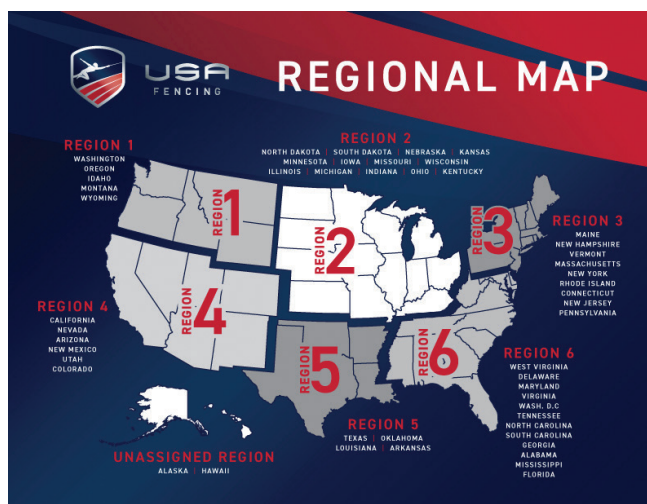 USA
FENCING
REGIONAL MAP
REGION 1
WASHINGTON
OREGON
IDAHO
MONTANA
WYOMING
REGION 2
NORTH DAKOTA | SOUTH DAKOTA | NEBRASKA | KANSAS
MINNESOTA | IOWA | MISSOURI | WISCONSIN
ILLINOIS | MICHIGAN | INDIANA | OHIO | KENTUCKY
REGION 1
REGION 2
REGION 3
REGION 3
MAINE
NEW HAMPSHIRE
VERMONT
MASSACHUSETTS
NEW YORK
RHODE ISLAND
CONNECTICUT
NEW JERSEY
PENNSYLVANIA
REGION 4
CALIFORNIA
NEVADA
ARIZONA
NEW MEXICO
UTAH
COLORADO
REGION 4
REGION 5
REGION 6
REGION 6
WEST VIRGINIA
DELAWARE
MARYLAND
VIRGINIA
WASH. D.C
TENNESSEE
NORTH CAROLINA
SOUTH CAROLINA
GEORGIA
ALABAMA
MISSISSIPPI
FLORIDA
REGION 5
TEXAS | OKLAHOMA
LOUISIANA | ARKANSAS
UNASSIGNED REGION
ALASKA | HAWAII